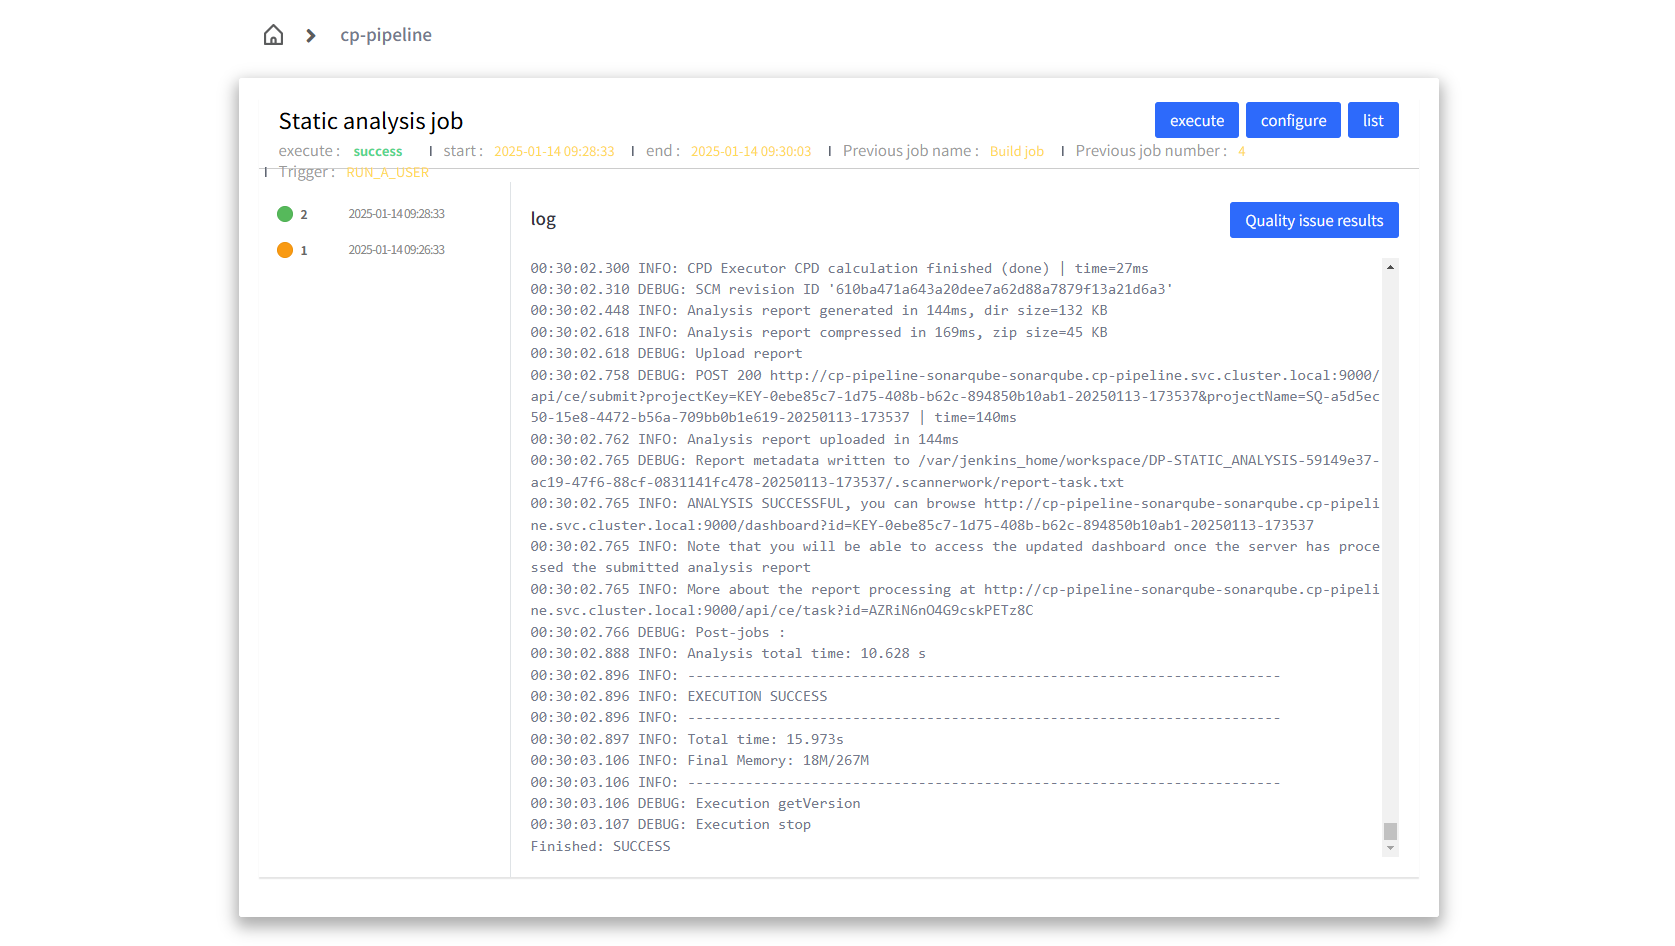 cp-pipeline
Static analysis job
execute configure list
execute : success | start : 2025-01-14 09:28:33 | end : 2025-01-14 09:30:03 | Previous job name : Build job | Previous job number : 4
| Trigger : RUN_A_USER
2 2025-01-14 09:28:33
1 2025-01-14 09:26:33
log
Quality issue results
00:30:02.300 INFO: CPD Executor CPD calculation finished (done) | time=27ms
00:30:02.310 DEBUG: SCM revision ID '610ba471a643a20dee7a62d88a7879f13a21d6a3'
00:30:02.448 INFO: Analysis report generated in 144ms, dir size=132 KB
00:30:02.618 INFO: Analysis report compressed in 169ms, zip size=45 KB
00:30:02.618 DEBUG: Upload report
00:30:02.758 DEBUG: POST 200 http://cp-pipeline-sonarqube-sonarqube.cp-pipeline.svc.cluster.local:9000/
api/ce/submit?projectKey=KEY-0ebe85c7-1d75-408b-b62c-894850b10ab1-20250113-173537&projectName=SQ-a5d5ec
50-15e8-4472-b56a-709bb0b1e619-20250113-173537 | time=140ms
00:30:02.762 INFO: Analysis report uploaded in 144ms
00:30:02.765 DEBUG: Report metadata written to /var/jenkins_home/workspace/DP-STATIC_ANALYSIS-59149e37-
ac19-47f6-88cf-0831141fc478-20250113-173537/.scannerwork/report-task.txt
00:30:02.765 INFO: ANALYSIS SUCCESSFUL, you can browse http://cp-pipeline-sonarqube-sonarqube.cp-pipeli
ne.svc.cluster.local:9000/dashboard?id=KEY-0ebe85c7-1d75-408b-b62c-894850b10ab1-20250113-173537
00:30:02.765 INFO: Note that you will be able to access the updated dashboard once the server has proce
ssed the submitted analysis report
00:30:02.765 INFO: More about the report processing at http://cp-pipeline-sonarqube-sonarqube.cp-pipeli
ne.svc.cluster.local:9000/api/ce/task?id=AZRiN6nO4G9cskPETz8C
00:30:02.766 DEBUG: Post-jobs :
00:30:02.888 INFO: Analysis total time: 10.628 s
00:30:02.896 INFO: ------------------------------------------------------------------------
00:30:02.896 INFO: EXECUTION SUCCESS
00:30:02.896 INFO: ------------------------------------------------------------------------
00:30:02.897 INFO: Total time: 15.973s
00:30:03.106 INFO: Final Memory: 18M/267M
00:30:03.106 INFO: ------------------------------------------------------------------------
00:30:03.106 DEBUG: Execution getVersion
00:30:03.107 DEBUG: Execution stop
Finished: SUCCESS